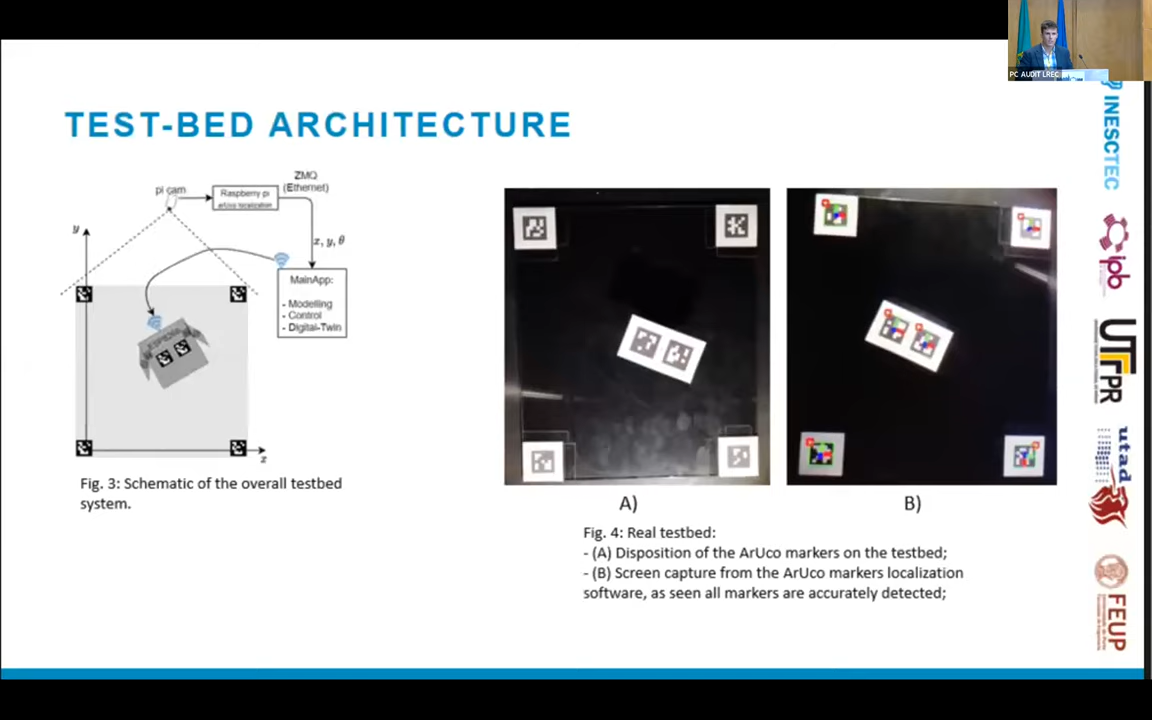 PC AUDIT LREC
TEST-BED ARCHITECTURE
pi cam
Raspberry pi
arUco localization
ZMQ
(Ethernet)
x, y, θ
y
MainApp:
- Modelling
- Control
- Digital-Twin
x
Fig. 3: Schematic of the overall testbed
system.
A)
B)
Fig. 4: Real testbed:
- (A) Disposition of the ArUco markers on the testbed;
- (B) Screen capture from the ArUco markers localization
software, as seen all markers are accurately detected;
INESCTEC
ipb
UTFPR
utad
FEUP